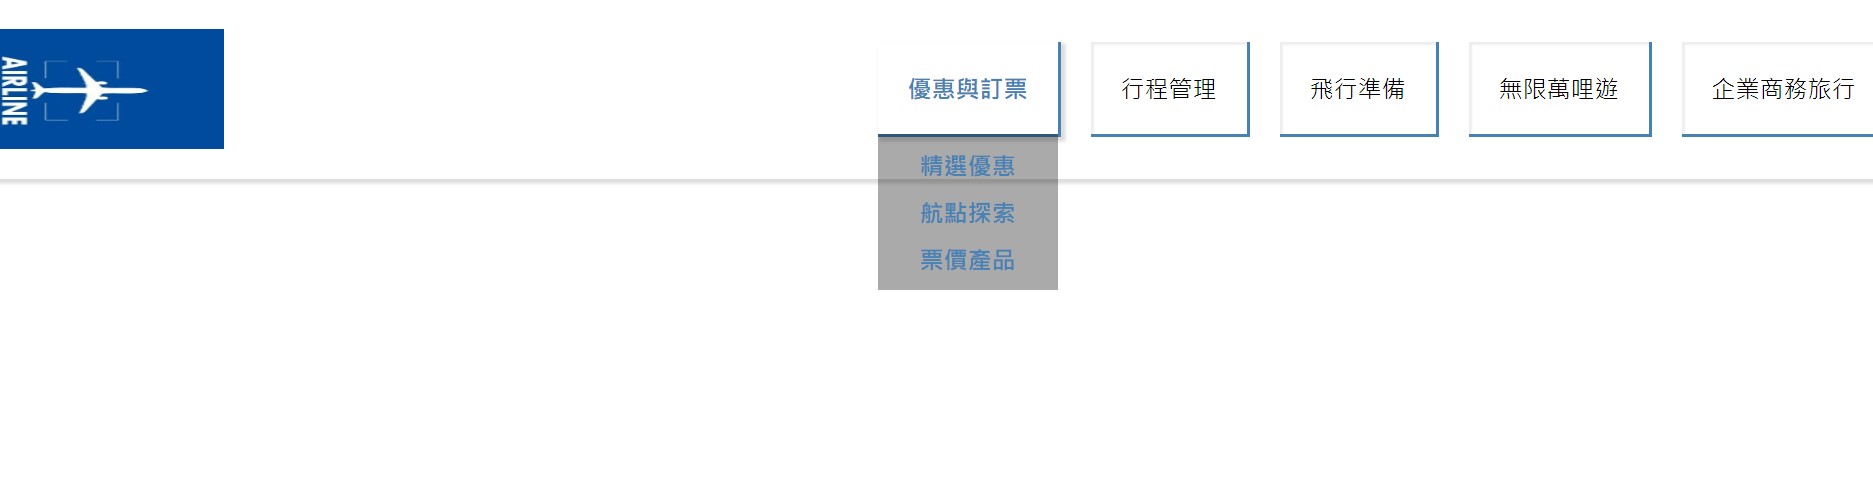 AIRLINE
優惠與訂票
行程管理
飛行準備
無限萬哩遊
企業商務旅行
精選優惠
航點探索
票價產品